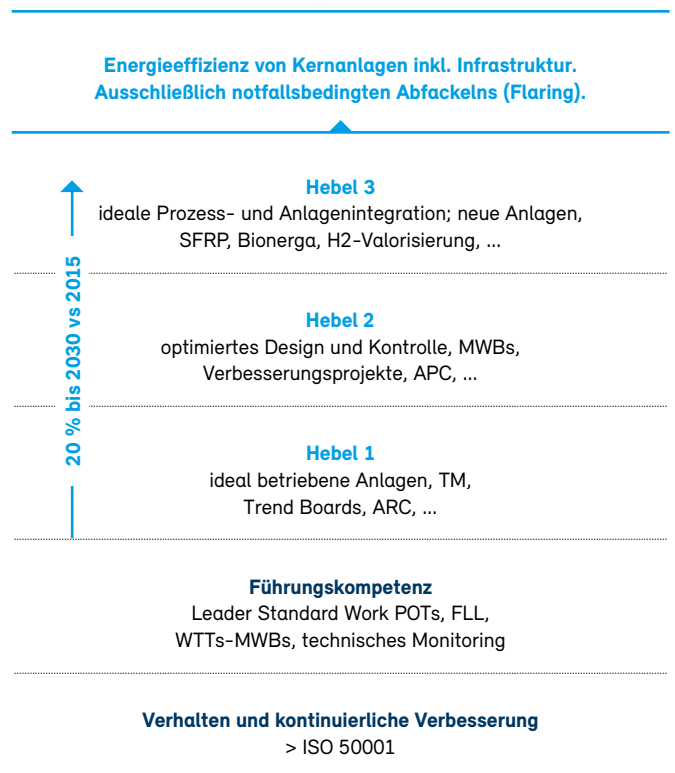 Energieeffizienz von Kernanlagen inkl. Infrastruktur.
Ausschließlich notfallsbedingten Abfackelns (Flaring).
Hebel 3
ideale Prozess- und Anlagenintegration; neue Anlagen,
SFRP, Bionerga, H2-Valorisierung, ...
20 % bis 2030 vs 2015
Hebel 2
optimiertes Design und Kontrolle, MWBs,
Verbesserungsprojekte, APC, ...
Hebel 1
ideal betriebene Anlagen, TM,
Trend Boards, ARC, ...
Führungskompetenz
Leader Standard Work POTs, FLL,
WTTs-MWBs, technisches Monitoring
Verhalten und kontinuierliche Verbesserung
> ISO 50001